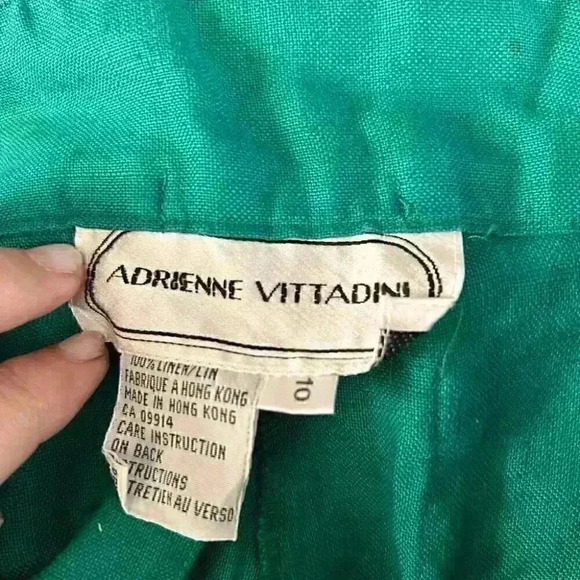 ADRIENNE VITTADINI
10
100% LINEN/LIN
FABRIQUE A HONG KONG
MADE IN HONG KONG
CA 09914
CARE INSTRUCTION
ON BACK
STRUCTIONS
TRETIEN AU VERSO